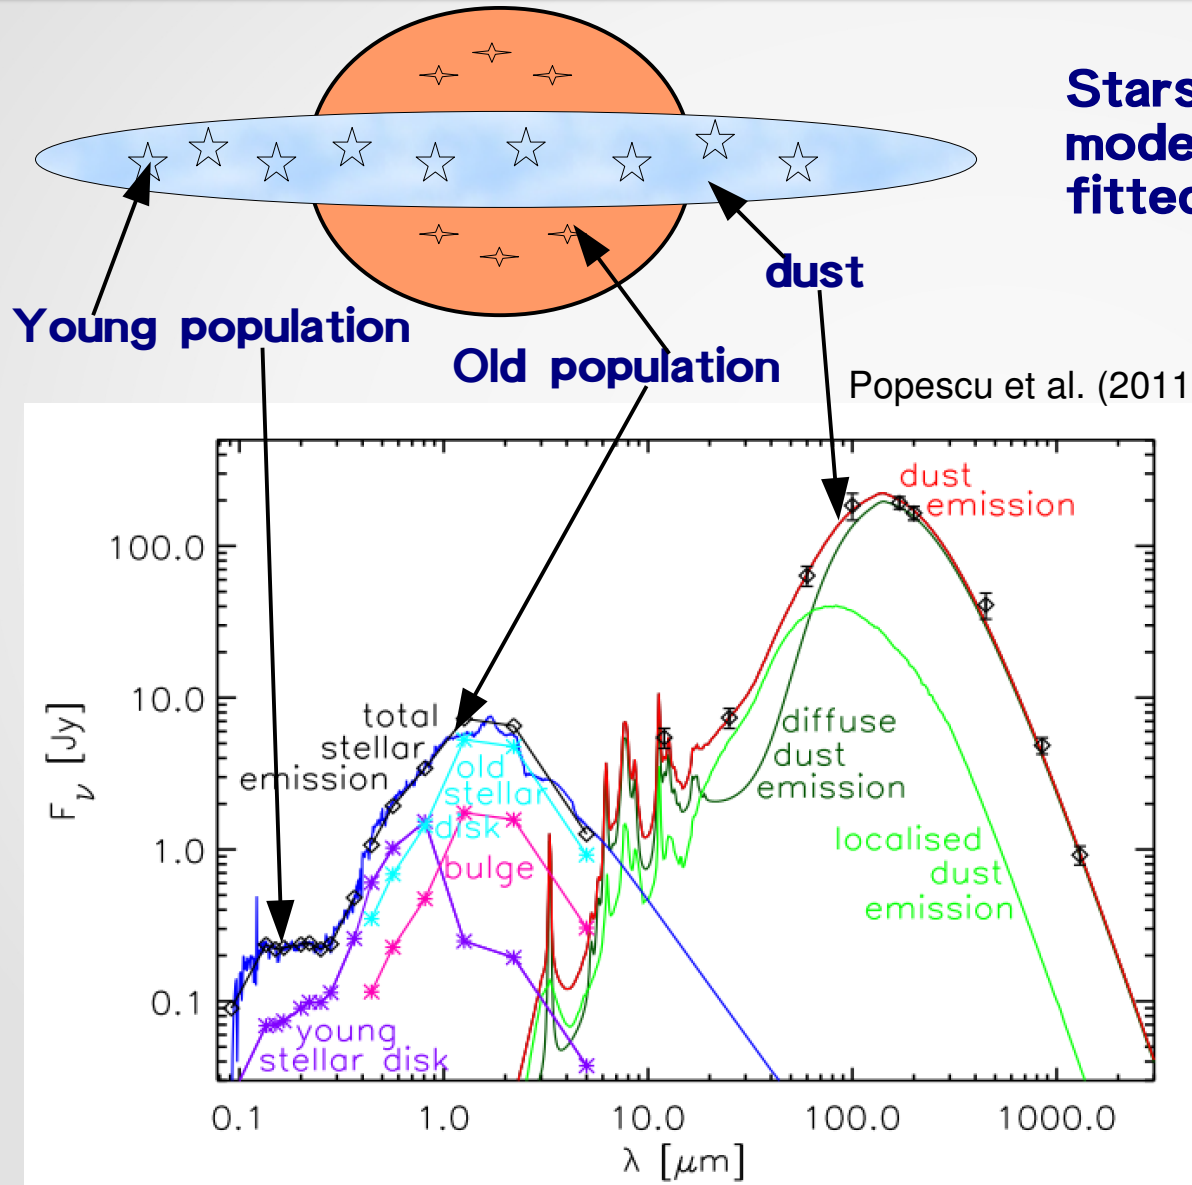 Stars
mode
fitted
dust
Young population
Old population
Popescu et al. (2011
dust
emission
100.0
10.0
total
stellar
emission
diffuse
dust
emission
old
stellar
disk
F_ν [Jy]
1.0
bulge
localised
dust
emission
0.1
young
stellar disk
0.1 1.0 10.0 100.0 1000.0
λ [μm]